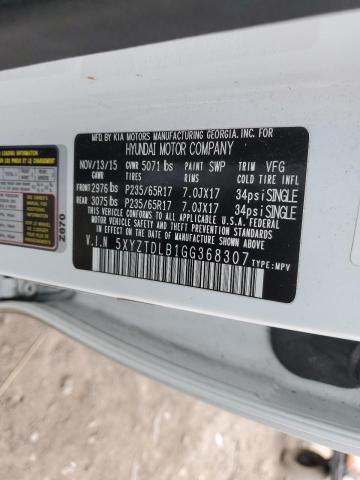 MFD BY KIA MOTORS MANUFACTURING GEORGIA.INC.FOR
HYUNDAI MOTOR COMPANY
NOV/13/15 GVWR 5071 lbs PAINT SWP TRIM VFG
GAWR TIRES RIMS COLD TIRE INFL
FRONT 2976 lbs P235/65R17 7.0JX17 34psi SINGLE
REAR 3075 lbs P235/65R17 7.0JX17 34psi SINGLE
THIS VEHICLE CONFORMS TO ALL APPLICABLE U.S.A. FEDERAL
MOTOR VEHICLE SAFETY STANDARDS IN EFFECT ON THE DATE OF
MANUFACTURE SHOWN ABOVE.
V.I.N 5XYZTDLB1GG368307 TYPE:MPV
Z070